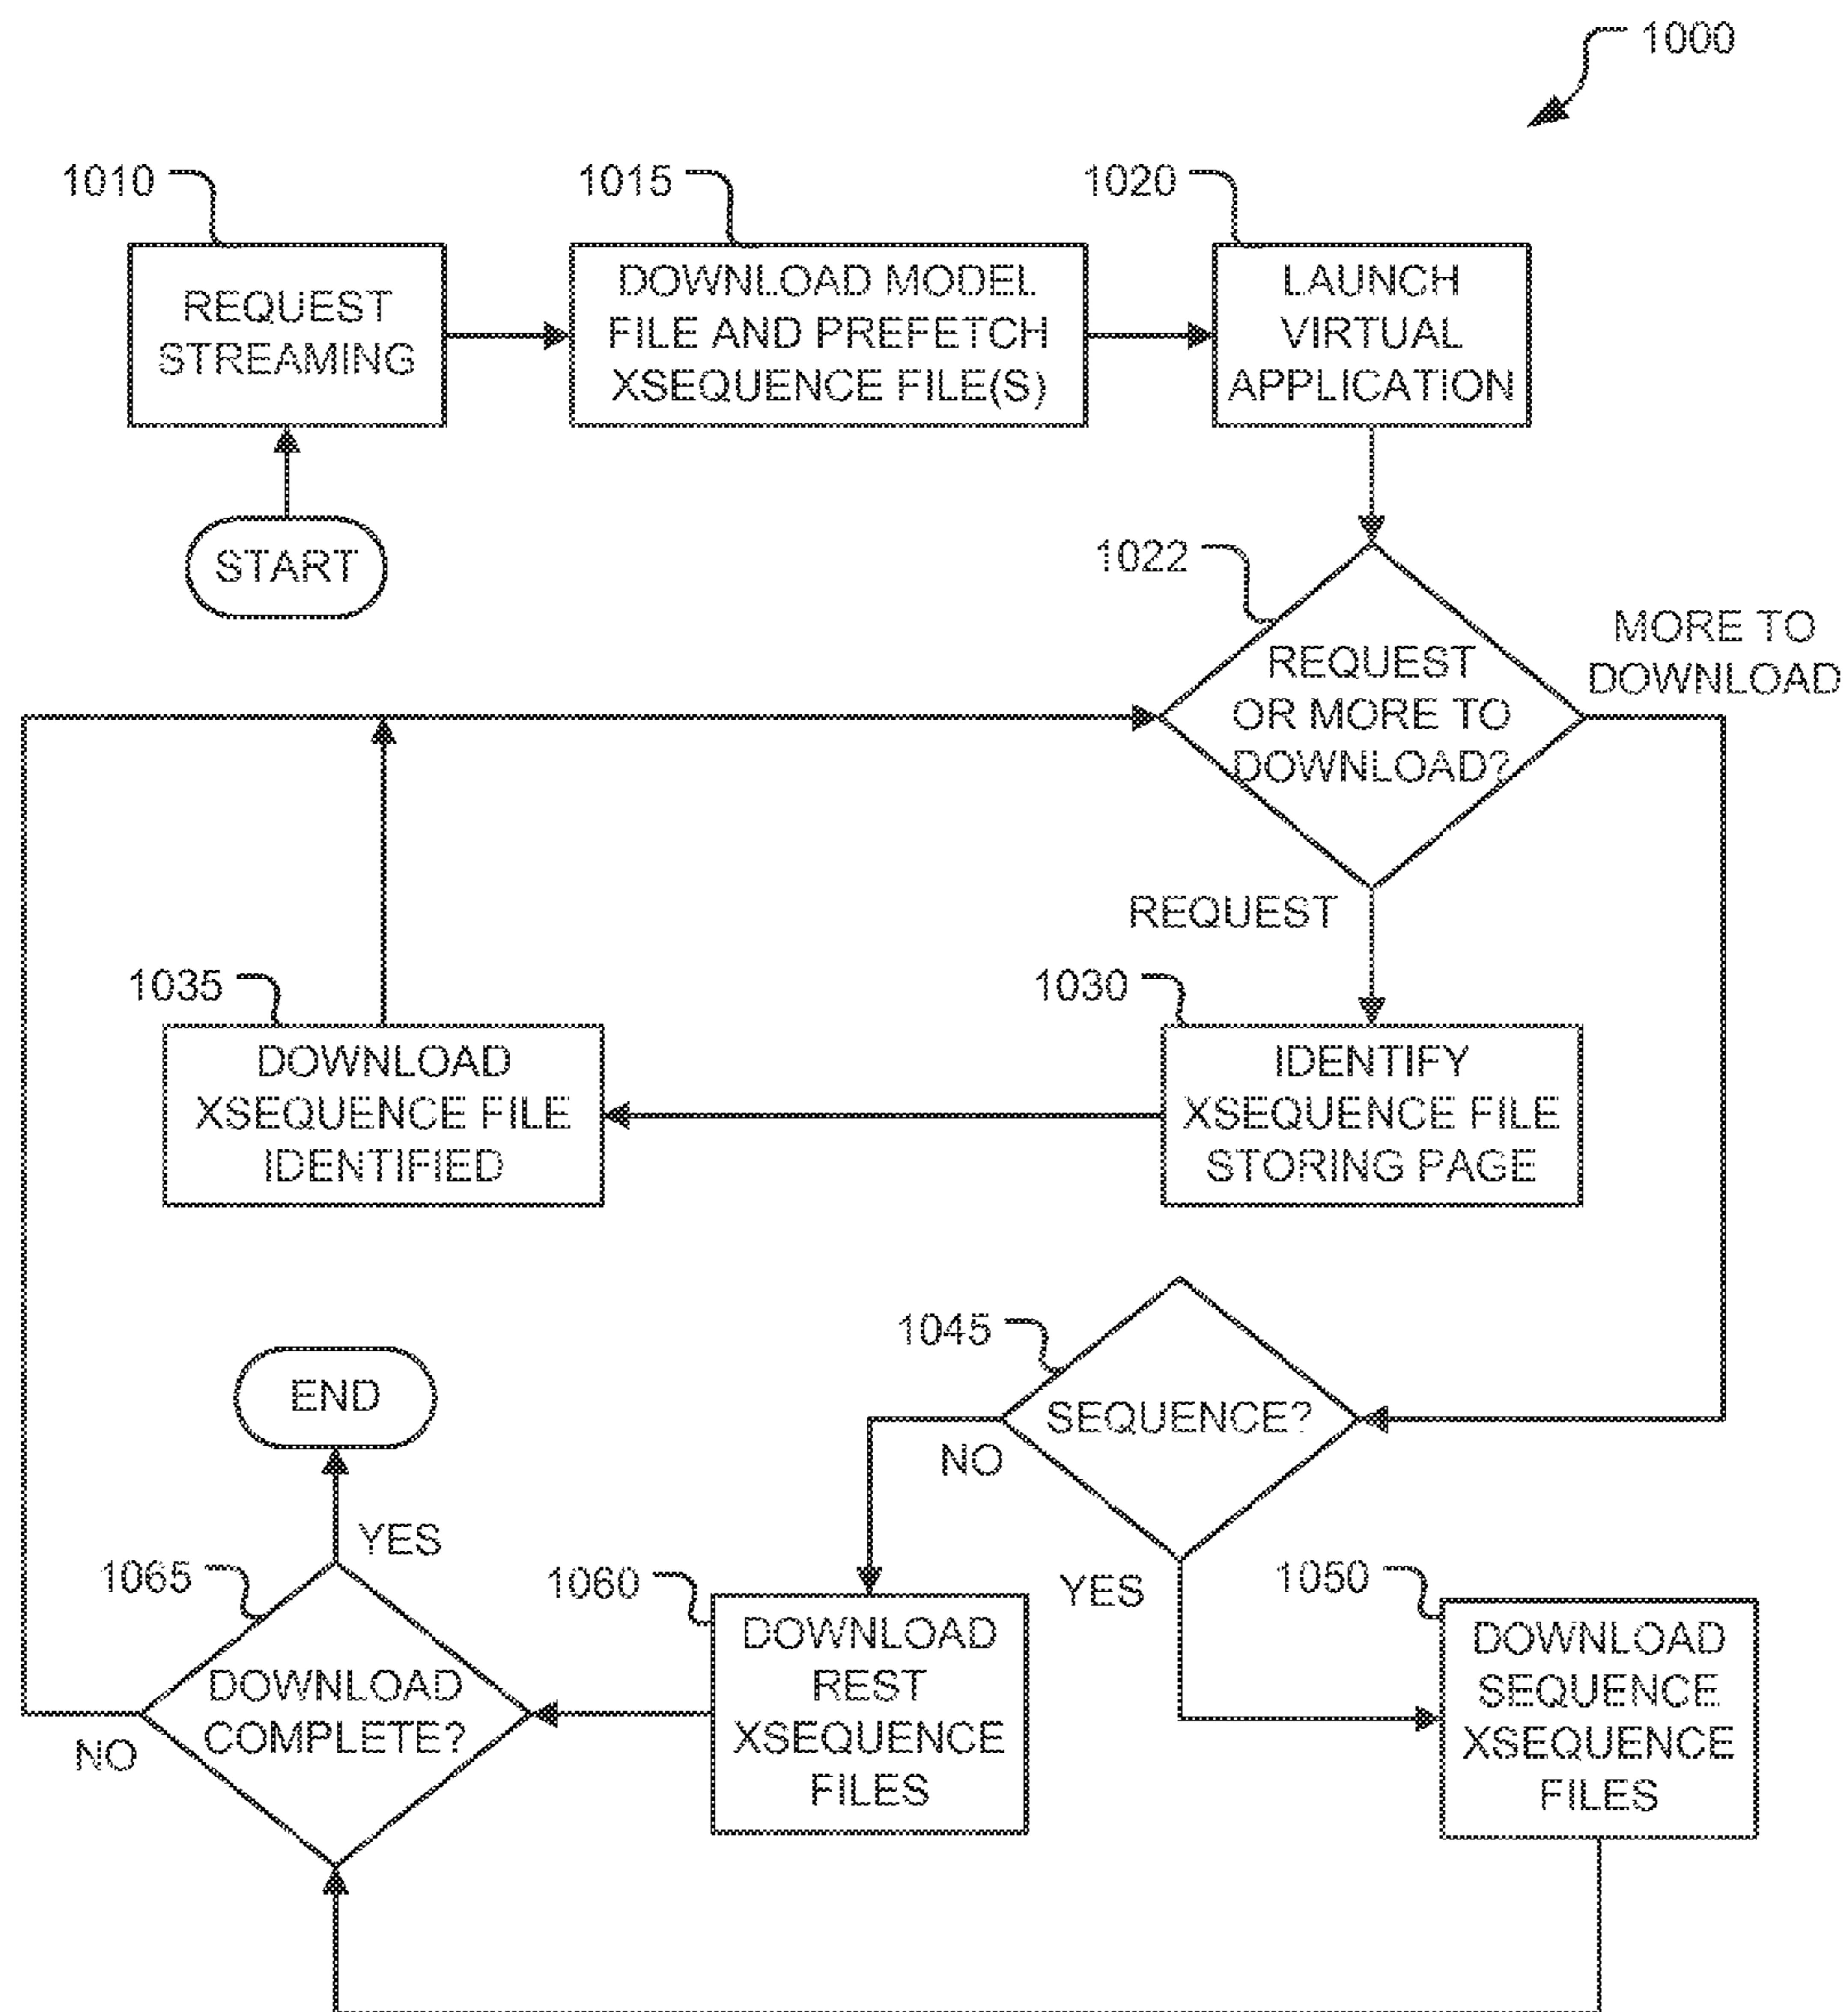 1000
1010
1015
1020
REQUEST
STREAMING
DOWNLOAD MODEL
FILE AND PREFETCH
XSEQUENCE FILE(S)
LAUNCH
VIRTUAL
APPLICATION
START
1022
REQUEST
OR MORE TO
DOWNLOAD?
MORE TO
DOWNLOAD
REQUEST
1035
1030
DOWNLOAD
XSEQUENCE FILE
IDENTIFIED
IDENTIFY
XSEQUENCE FILE
STORING PAGE
1045
SEQUENCE?
END
NO
YES
YES
1065
1060
1050
DOWNLOAD
COMPLETE?
NO
DOWNLOAD
REST
XSEQUENCE
FILES
DOWNLOAD
SEQUENCE
XSEQUENCE
FILES